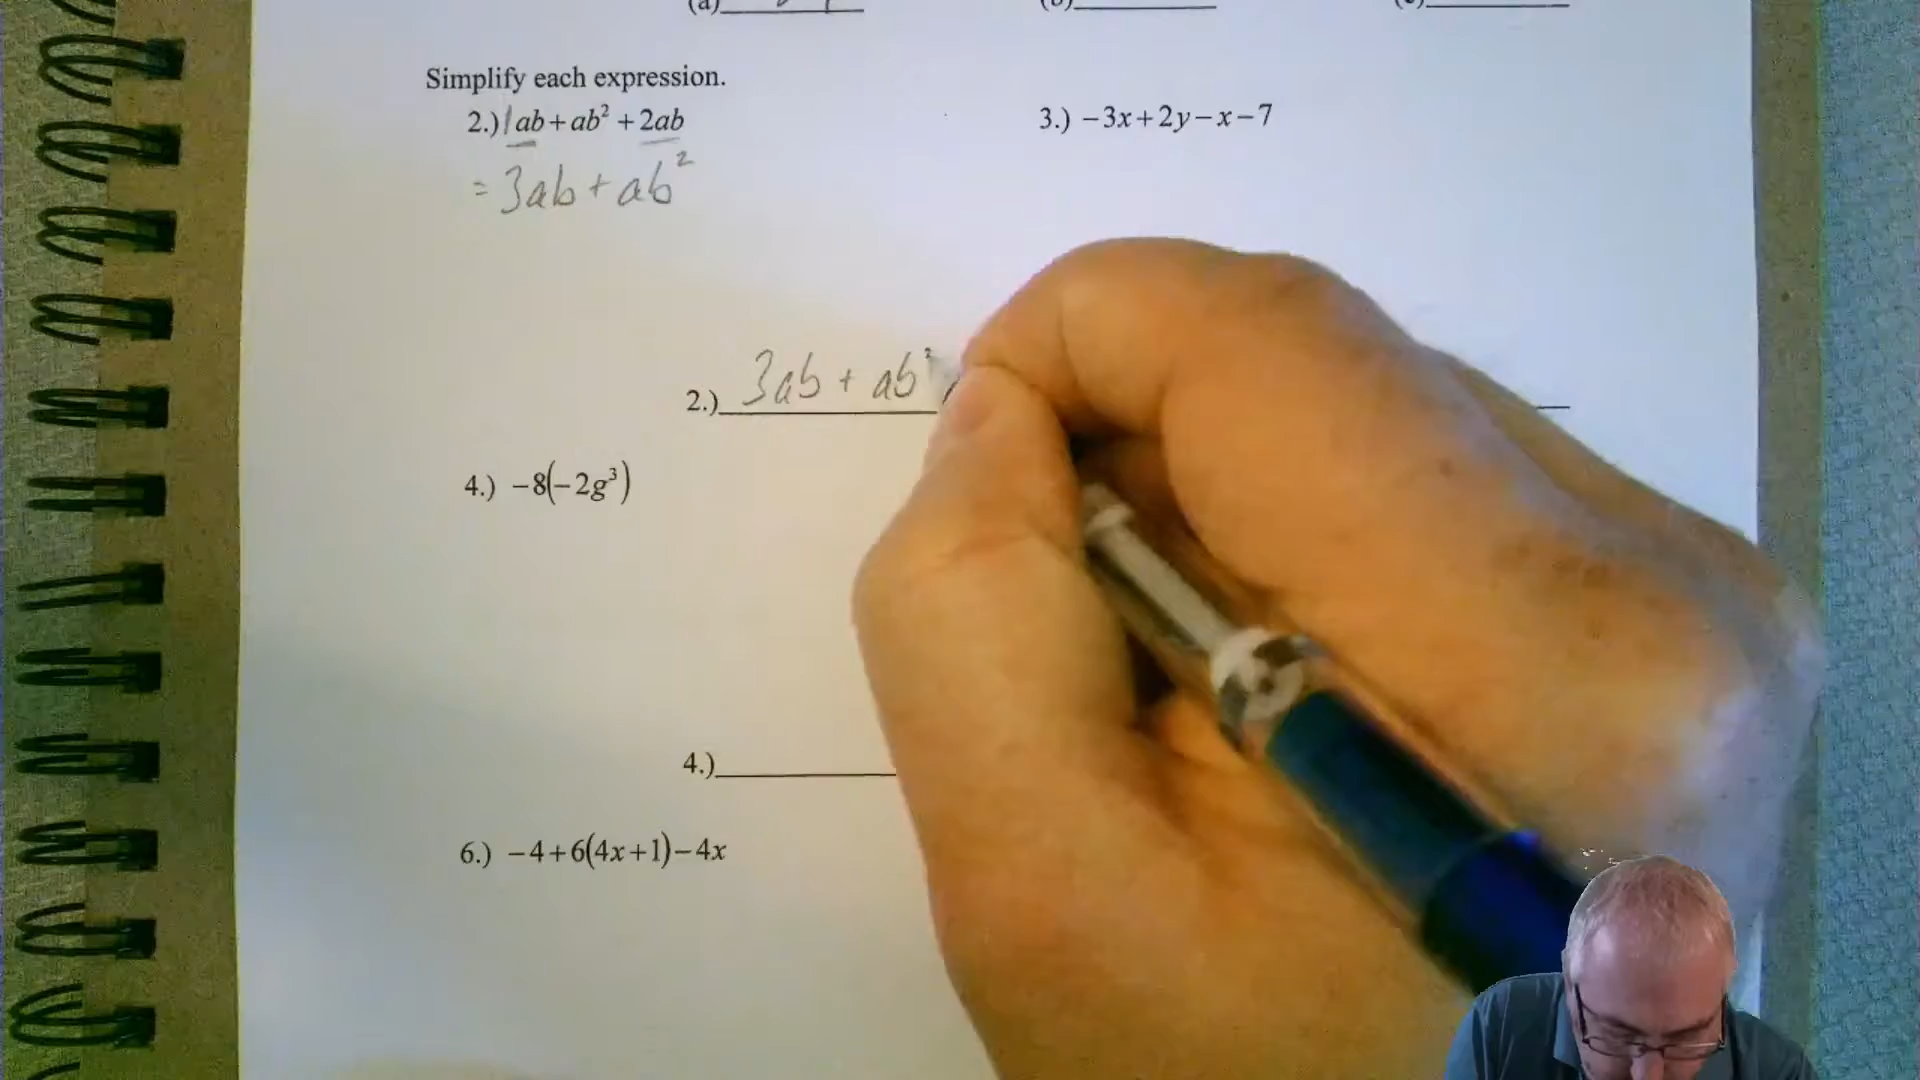 (a) (b) (c)
Simplify each expression.
2.) 1ab+ab² +2ab
3.) −3x+2y−x−7
= 3ab + ab²
2.) 3ab + ab²
4.) −8(−2g³)
4.)
6.) −4+6(4x+1)−4x